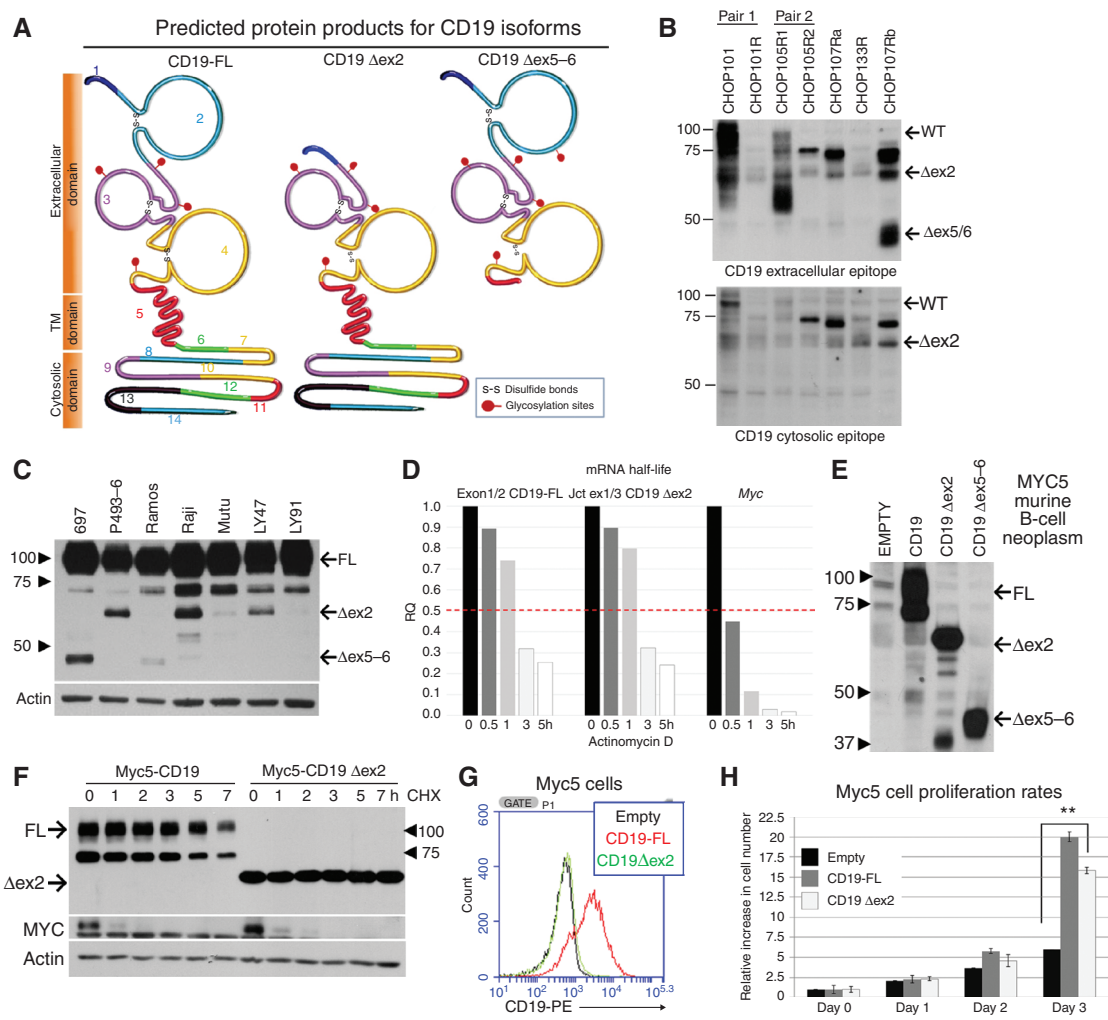 A
Predicted protein products for CD19 isoforms
CD19-FL
CD19 Δex2
CD19 Δex5–6
Extracellular domain
TM domain
Cytosolic domain
1
2
S-S
3
S-S
4
S-S
5
6
7
8
9
10
11
12
13
14
S-S Disulfide bonds
Glycosylation sites
B
Pair 1
Pair 2
CHOP101
CHOP101R
CHOP105R1
CHOP105R2
CHOP107Ra
CHOP133R
CHOP107Rb
100
75
50
←WT
←Δex2
←Δex5/6
CD19 extracellular epitope
100
75
50
←WT
←Δex2
CD19 cytosolic epitope
C
697
P493–6
Ramos
Raji
Mutu
LY47
LY91
100
75
50
←FL
←Δex2
←Δex5–6
Actin
D
mRNA half-life
Exon1/2 CD19-FL
Jct ex1/3 CD19 Δex2
Myc
RQ
1.0
0.9
0.8
0.7
0.6
0.5
0.4
0.3
0.2
0.1
0.0
0 0.5 1 3 5h
0 0.5 1 3 5h
0 0.5 1 3 5h
Actinomycin D
E
EMPTY
CD19
CD19 Δex2
CD19 Δex5–6
MYC5
murine
B-cell
neoplasm
100
75
50
37
←FL
←Δex2
←Δex5–6
F
Myc5-CD19
Myc5-CD19 Δex2
0 1 2 3 5 7
0 1 2 3 5 7 h
CHX
FL→
Δex2→
100
75
MYC
Actin
G
Myc5 cells
GATE
P1
Empty
CD19-FL
CD19Δex2
Count
600
400
200
0
10^1
10^2
10^3
10^4
10^5.3
CD19-PE
H
Myc5 cell proliferation rates
**
Relative increase in cell number
22.5
20
17.5
15
12.5
10
7.5
5
2.5
0
Empty
CD19-FL
CD19 Δex2
Day 0
Day 1
Day 2
Day 3